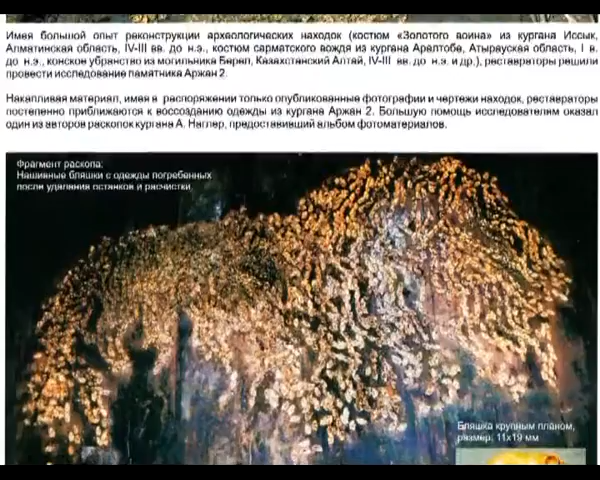 Имея большой опыт реконструкции археологических находок (костюм «Золотого воина» из кургана Иссык,
Алматинская область, IV-III вв. до н.э., костюм сарматского вождя из кургана Аралтобе, Атырауская область, I в.
до н.э., конское убранство из могильника Берел, Казахстанский Алтай, IV-III вв. до н.э. и др.), реставраторы решили
провести исследование памятника Аржан 2.
Накапливая материал, имея в распоряжении только опубликованные фотографии и чертежи находок, реставраторы
постепенно приближаются к воссозданию одежды из кургана Аржан 2. Большую помощь исследователям оказал
один из авторов раскопок кургана А. Наглер, предоставивший альбом фотоматериалов.
Фрагмент раскопа:
Нашивные бляшки с одежды погребенных
после удаления останков и расчистки.
Бляшка крупным планом,
размер: 11х19 мм